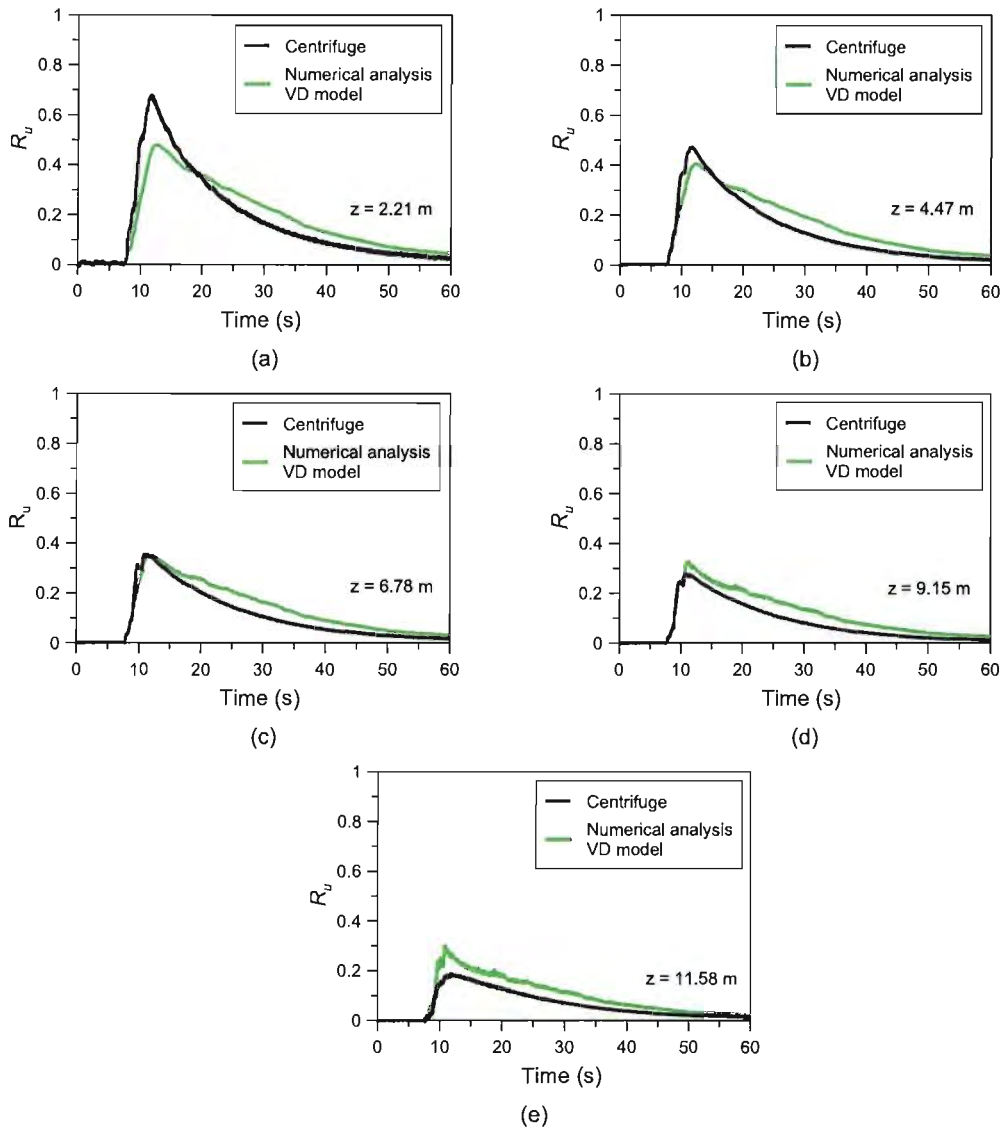 1
0.8
0.6
0.4
0.2
0
R_u
Centrifuge
Numerical analysis
VD model
z = 2.21 m
0 10 20 30 40 50 60
Time (s)
(a)
1
0.8
0.6
0.4
0.2
0
R_u
Centrifuge
Numerical analysis
VD model
z = 4.47 m
0 10 20 30 40 50 60
Time (s)
(b)
1
0.8
0.6
0.4
0.2
0
R_u
Centrifuge
Numerical analysis
VD model
z = 6.78 m
0 10 20 30 40 50 60
Time (s)
(c)
1
0.8
0.6
0.4
0.2
0
R_u
Centrifuge
Numerical analysis
VD model
z = 9.15 m
0 10 20 30 40 50 60
Time (s)
(d)
1
0.8
0.6
0.4
0.2
0
R_u
Centrifuge
Numerical analysis
VD model
z = 11.58 m
0 10 20 30 40 50 60
Time (s)
(e)